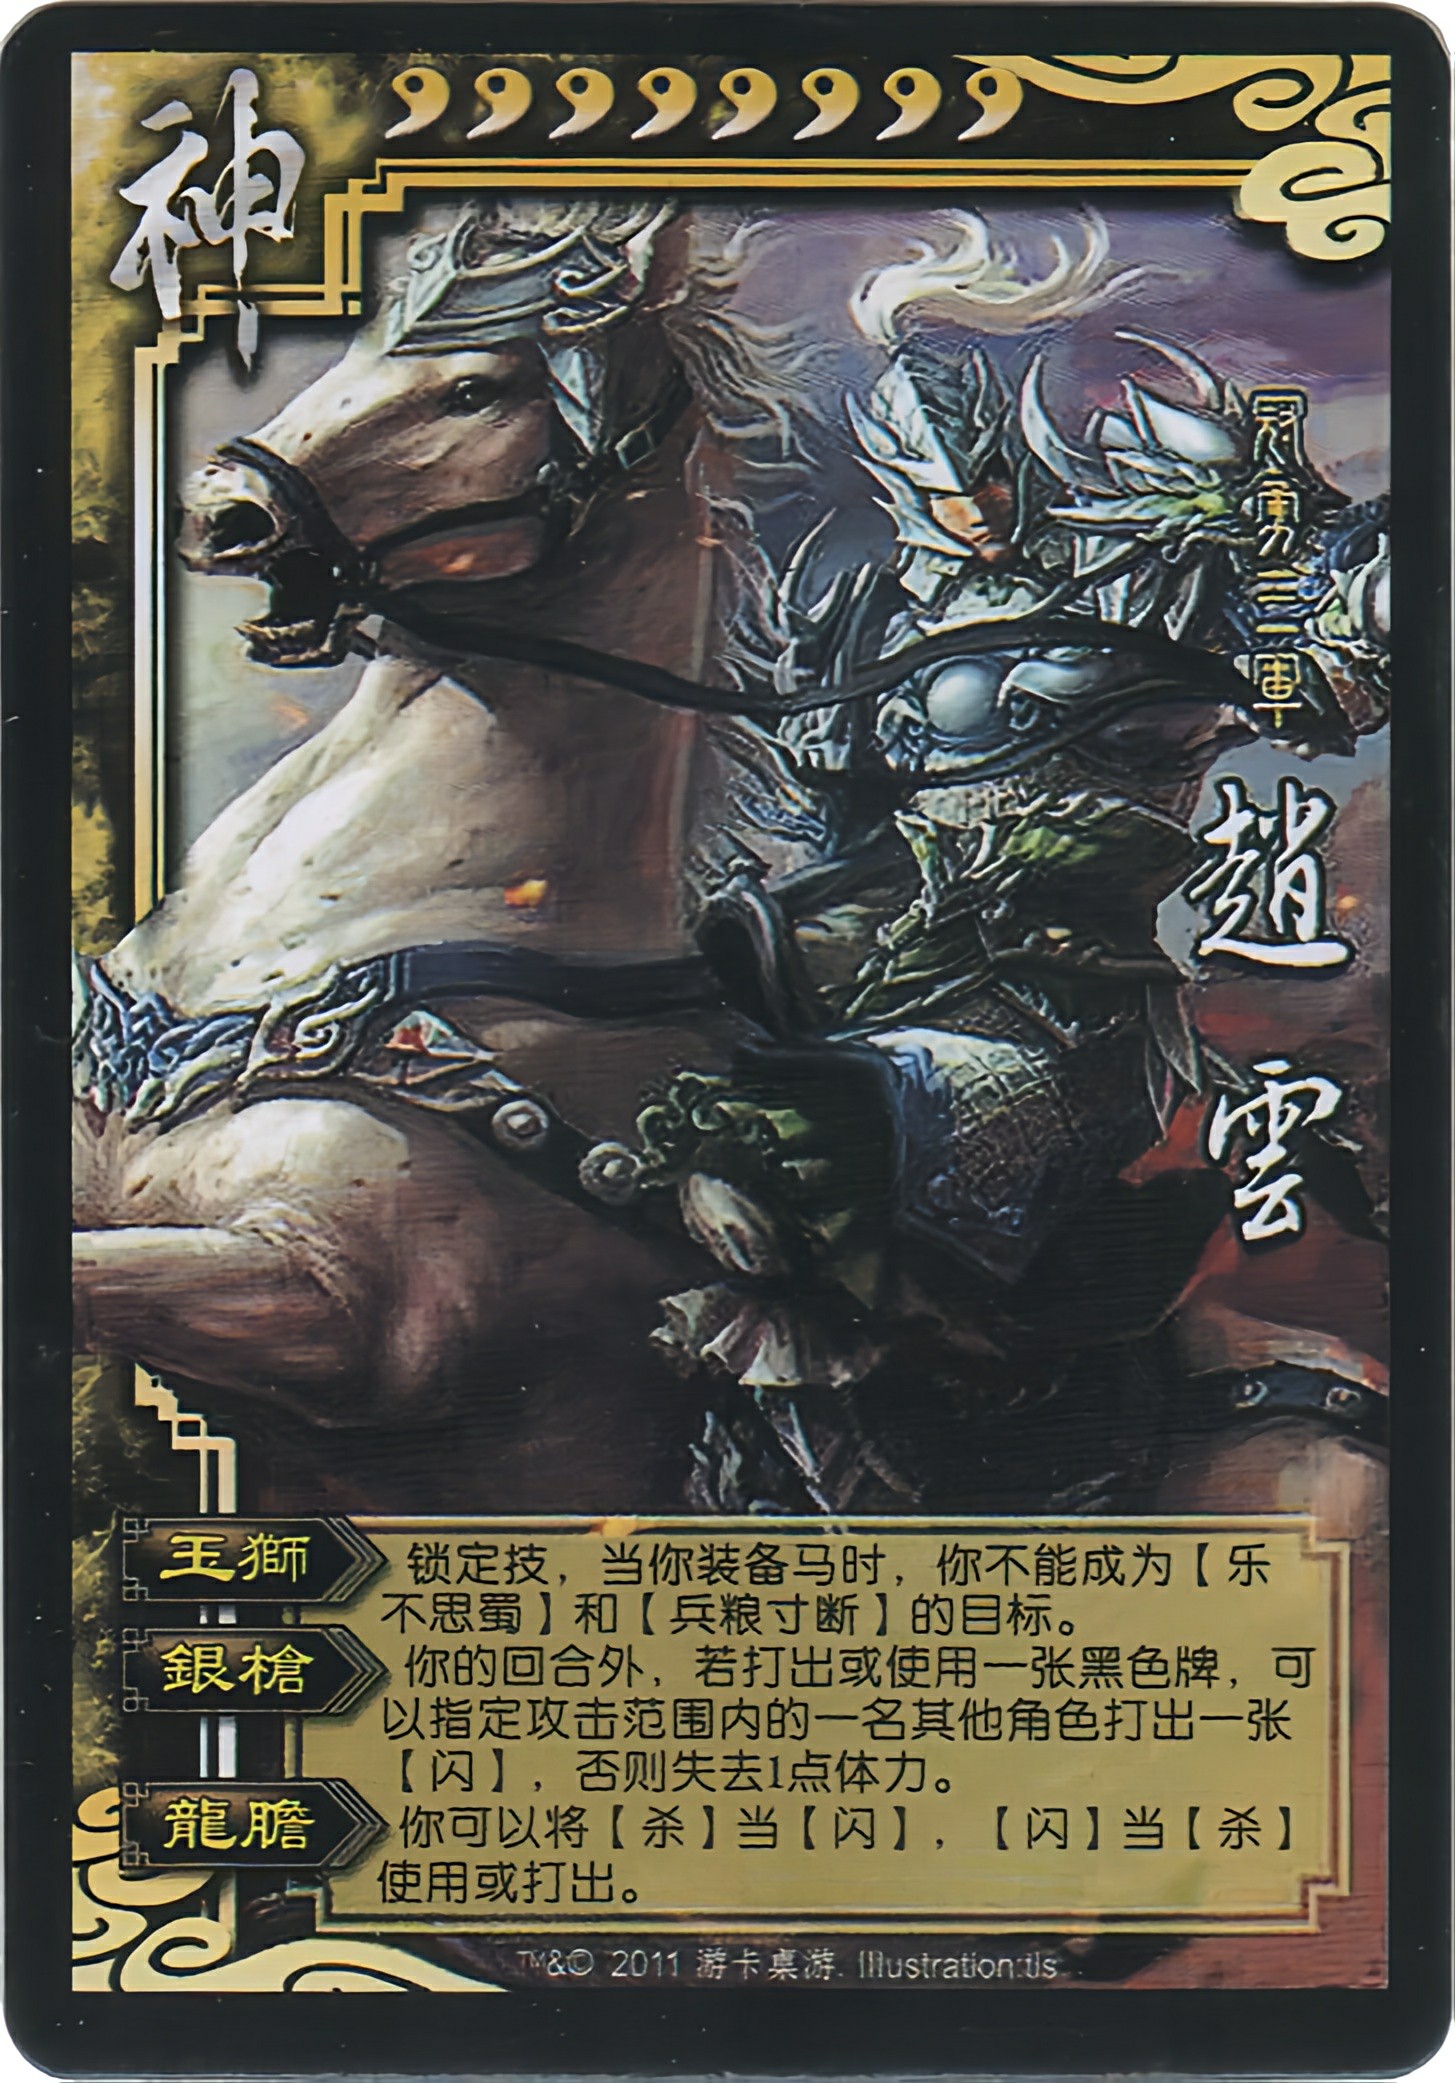 神
冠勇三軍
趙雲
玉獅
锁定技，当你装备马时，你不能成为【乐
不思蜀】和【兵粮寸断】的目标。
銀槍
你的回合外，若打出或使用一张黑色牌，可
以指定攻击范围内的一名其他角色打出一张
【闪】，否则失去1点体力。
龍膽
你可以将【杀】当【闪】，【闪】当【杀】
使用或打出。
™&© 2011 游卡桌游. Illustration:tls